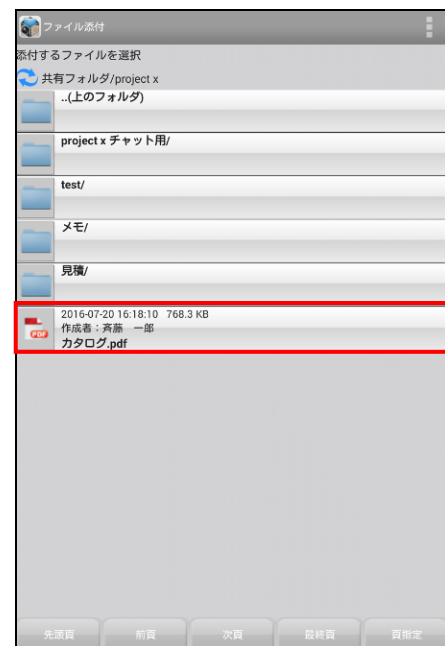 ファイル添付
添付するファイルを選択
共有フォルダ/project x
..(上のフォルダ)
project x チャット用/
test/
メモ/
見積/
2016-07-20 16:18:10 768.3 KB
作成者：斉藤　一郎
PDF
カタログ.pdf
先頭頁 前頁 次頁 最終頁 頁指定